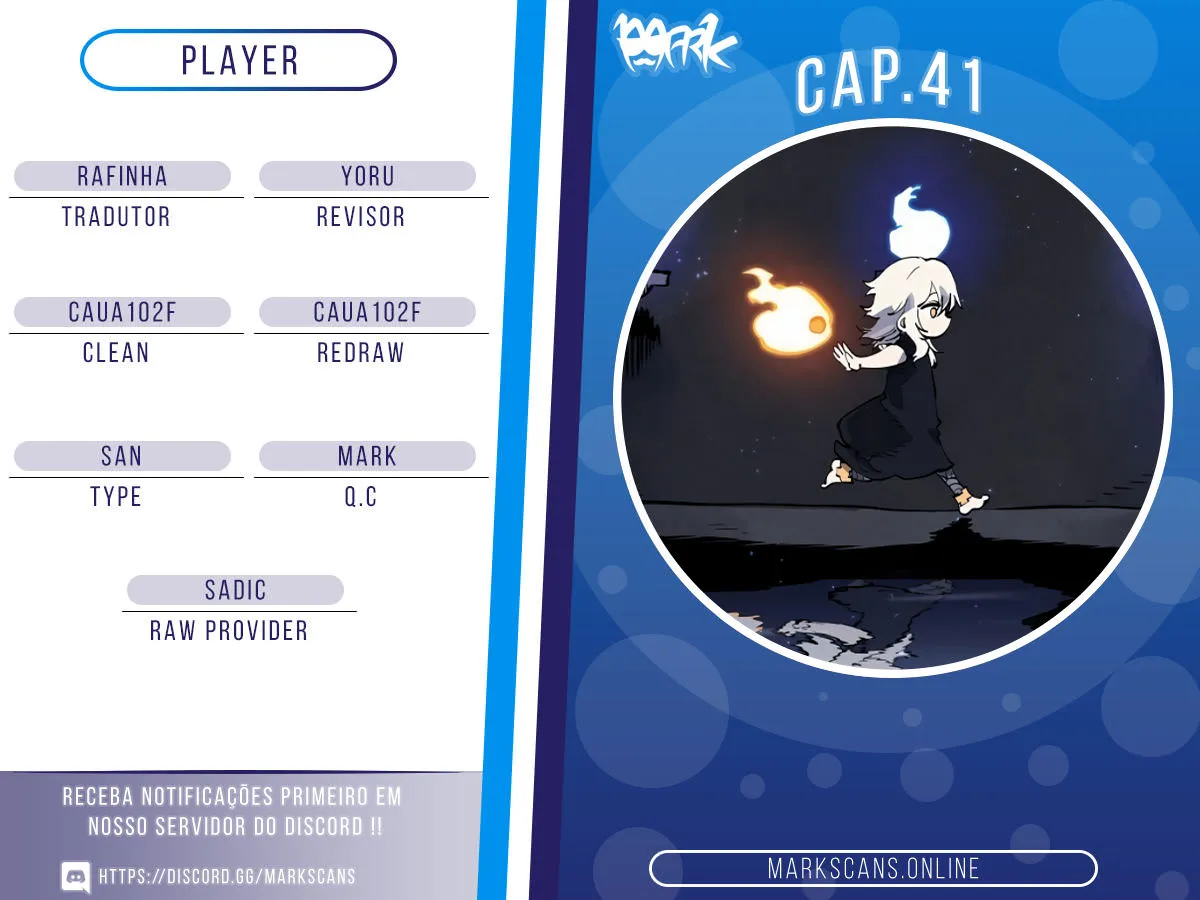 PLAYER
RAFINHA
TRADUTOR
YORU
REVISOR
CAUA102F
CLEAN
CAUA102F
REDRAW
SAN
TYPE
MARK
Q.C
SADIC
RAW PROVIDER
RECEBA NOTIFICAÇÕES PRIMEIRO EM
NOSSO SERVIDOR DO DISCORD !!
HTTPS://DISCORD.GG/MARKSCANS
MARK
CAP.41
MARKSCANS.ONLINE